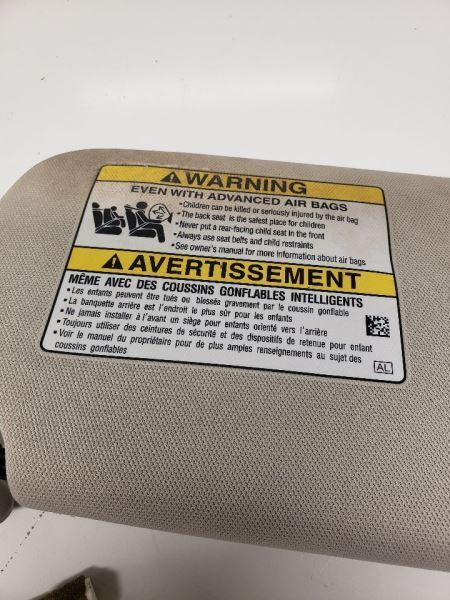 WARNING
EVEN WITH ADVANCED AIR BAGS
• Children can be killed or seriously injured by the air bag
• The back seat is the safest place for children
• Never put a rear-facing child seat in the front
• Always use seat belts and child restraints
• See owner's manual for more information about air bags
AVERTISSEMENT
MÊME AVEC DES COUSSINS GONFLABLES INTELLIGENTS
• Les enfants peuvent être tués ou blessés gravement par le coussin gonflable
• La banquette arrière est l'endroit le plus sûr pour les enfants
• Ne jamais installer à l'avant un siège pour enfants orienté vers l'arrière
• Toujours utiliser des ceintures de sécurité et des dispositifs de retenue pour enfant
• Voir le manuel du propriétaire pour de plus amples renseignements au sujet des
coussins gonflables
AL